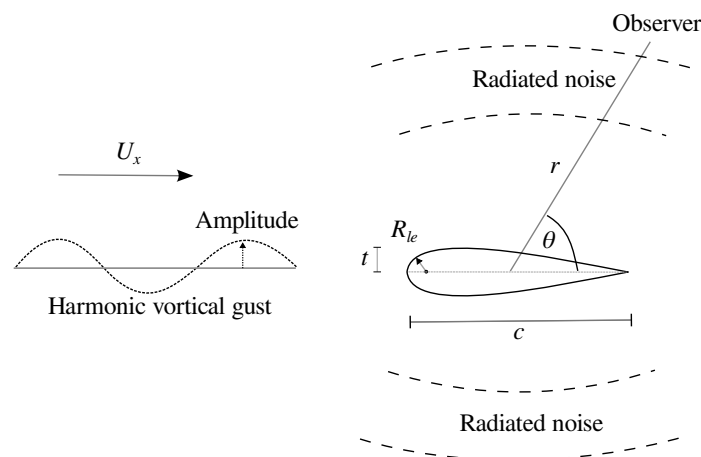 Observer
Radiated noise
U_x
r
Amplitude
R_le
θ
t
Harmonic vortical gust
c
Radiated noise